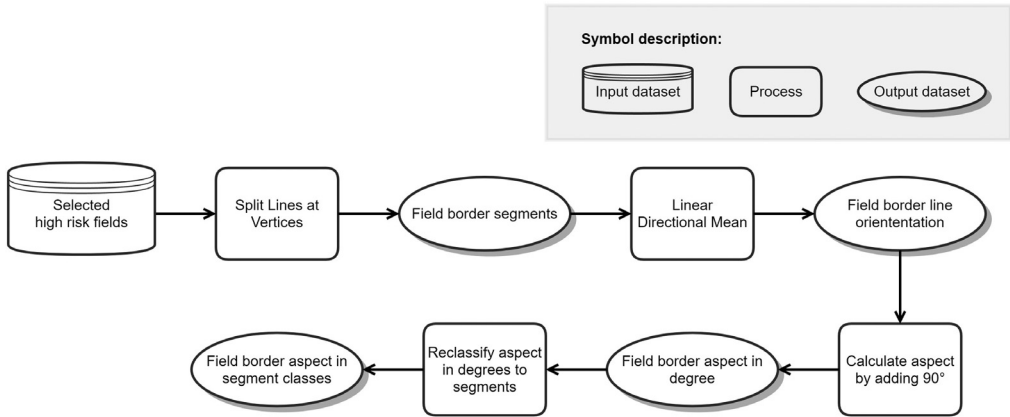 Symbol description:
Input dataset
Process
Output dataset
Selected
high risk fields
Split Lines at
Vertices
Field border segments
Linear
Directional Mean
Field border line
oriententation
Field border aspect in
segment classes
Reclassify aspect
in degrees to
segments
Field border aspect in
degree
Calculate aspect
by adding 90°